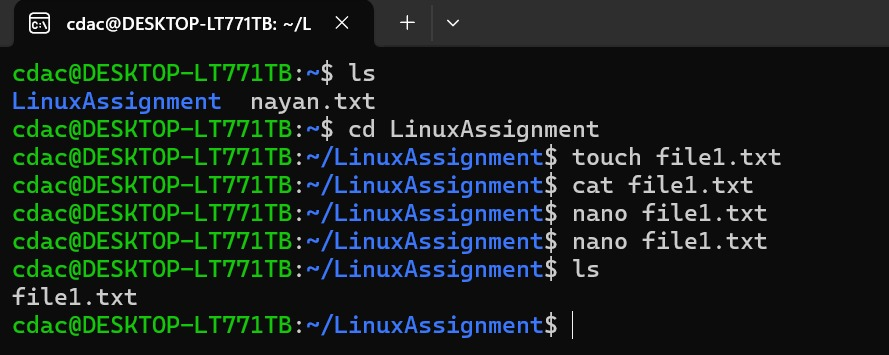 cdac@DESKTOP-LT771TB: ~/L
cdac@DESKTOP-LT771TB:~$ ls
LinuxAssignment  nayan.txt
cdac@DESKTOP-LT771TB:~$ cd LinuxAssignment
cdac@DESKTOP-LT771TB:~/LinuxAssignment$ touch file1.txt
cdac@DESKTOP-LT771TB:~/LinuxAssignment$ cat file1.txt
cdac@DESKTOP-LT771TB:~/LinuxAssignment$ nano file1.txt
cdac@DESKTOP-LT771TB:~/LinuxAssignment$ nano file1.txt
cdac@DESKTOP-LT771TB:~/LinuxAssignment$ ls
file1.txt
cdac@DESKTOP-LT771TB:~/LinuxAssignment$